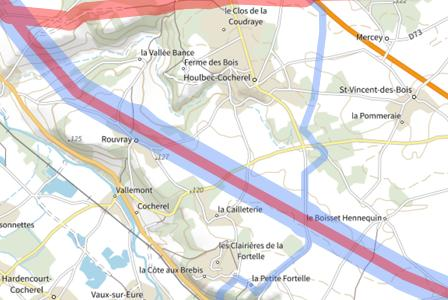 le Clos de la
Coudraye
122
Mercey
D73
la Vallée Bance
Ferme des Bois
Houlbec-Cocherel
St-Vincent-des-Bois
la Pommeraie
125
Rouvray
127
120
Vallemont
Cocherel
la Cailleterie
le Boisset Hennequin
sonnettes
les Clairières de la
Fortelle
la Côte aux Brebis
la Petite Fortelle
Hardencourt-
Cocherel
Vaux-sur-Eure